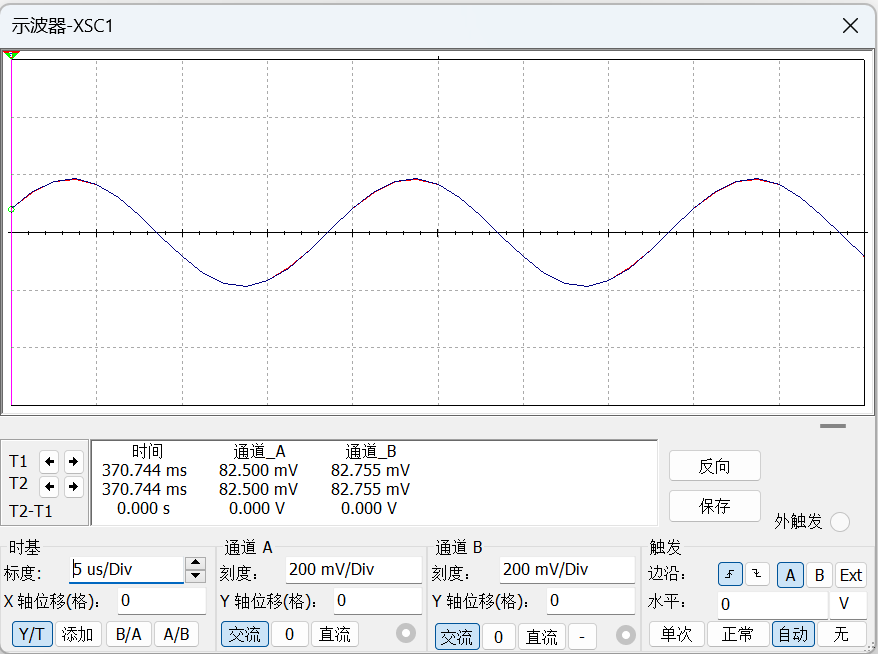 示波器-XSC1
时间 通道_A 通道_B
T1 370.744 ms 82.500 mV 82.755 mV
T2 370.744 ms 82.500 mV 82.755 mV
T2-T1 0.000 s 0.000 V 0.000 V
反向
保存
外触发
时基
标度: 5 us/Div
X 轴位移(格): 0
Y/T 添加 B/A A/B
通道 A
刻度: 200 mV/Div
Y 轴位移(格): 0
交流 0 直流
通道 B
刻度: 200 mV/Div
Y 轴位移(格): 0
交流 0 直流 -
触发
边沿: A B Ext
水平: 0 V
单次 正常 自动 无